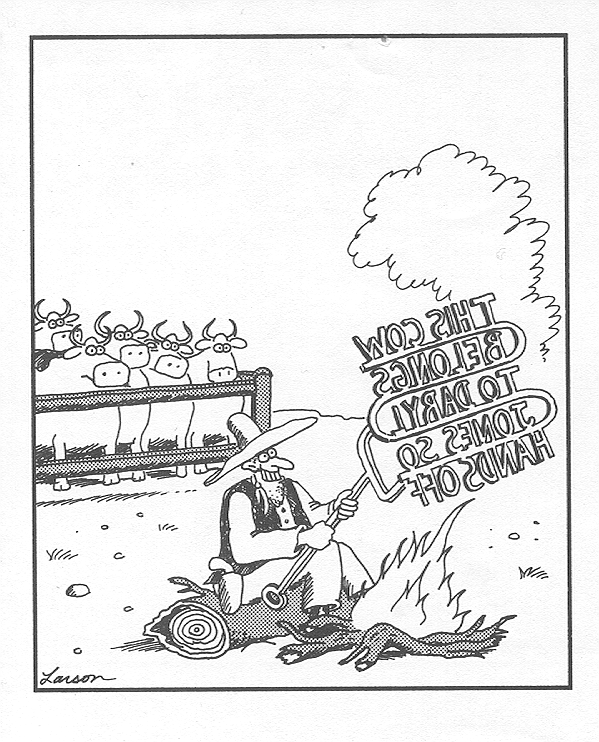 THIS COW
BELONGS
TO DARYL
JONES SO
HANDS OFF
Larson